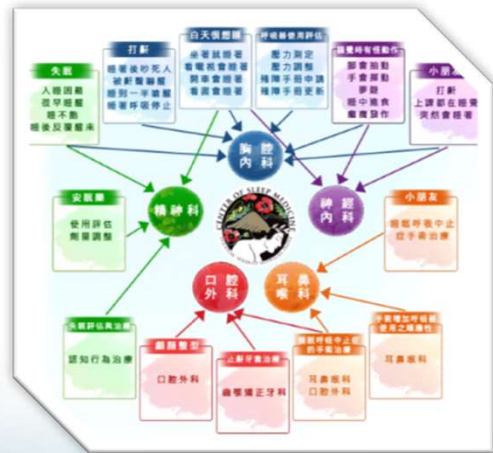 失眠
入睡困難
很早睡醒
睡不動
睡後反覆醒來
打鼾
睡著後吵死人
被鼾聲嚇醒
睡到一半嗆醒
睡著呼吸停止
白天很想睡
坐著就睡著
看電視會睡著
開車會睡著
看書會睡著
呼吸器使用評估
壓力測定
壓力調整
殘障手冊申請
殘障手冊更新
睡覺時有怪動作
腳會抽動
手會揮動
夢遊
睡中進食
癲癇發作
小朋友
打鼾
上課都在睡覺
突然會睡著
胸腔
內科
安眠藥
使用評估
劑量調整
精神科
CENTER OF SLEEP MEDICINE
神經
內科
小朋友
睡眠呼吸中止
症手術治療
口腔
外科
耳鼻
喉科
失眠評估與治療
認知行為治療
顱顏整型
口腔外科
止鼾牙套治療
齒顎矯正牙科
睡眠呼吸中止症
的手術治療
耳鼻喉科
口腔外科
手術增加呼吸器
使用之順應性
耳鼻喉科